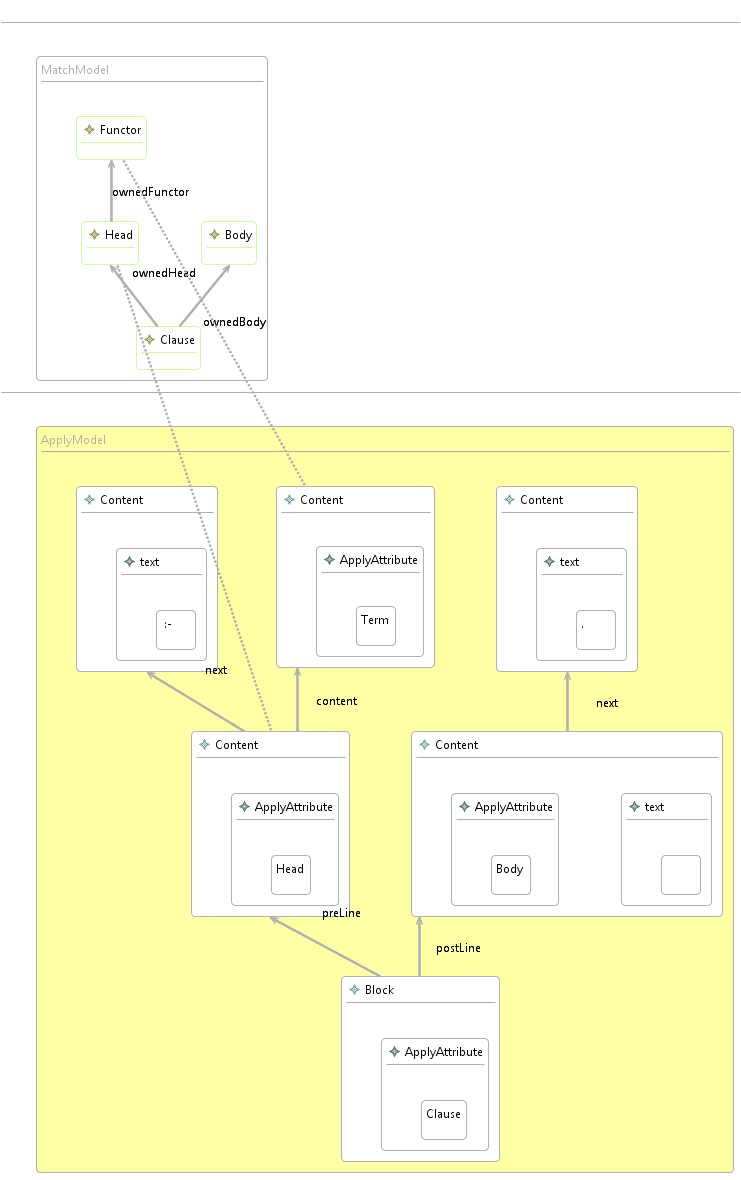 MatchModel
Functor
ownedFunctor
Head
Body
ownedHead
ownedBody
Clause
ApplyModel
Content
Content
Content
text
ApplyAttribute
text
:-
Term
.
next
content
next
Content
Content
ApplyAttribute
ApplyAttribute
text
Head
Body
preLine
postLine
Block
ApplyAttribute
Clause